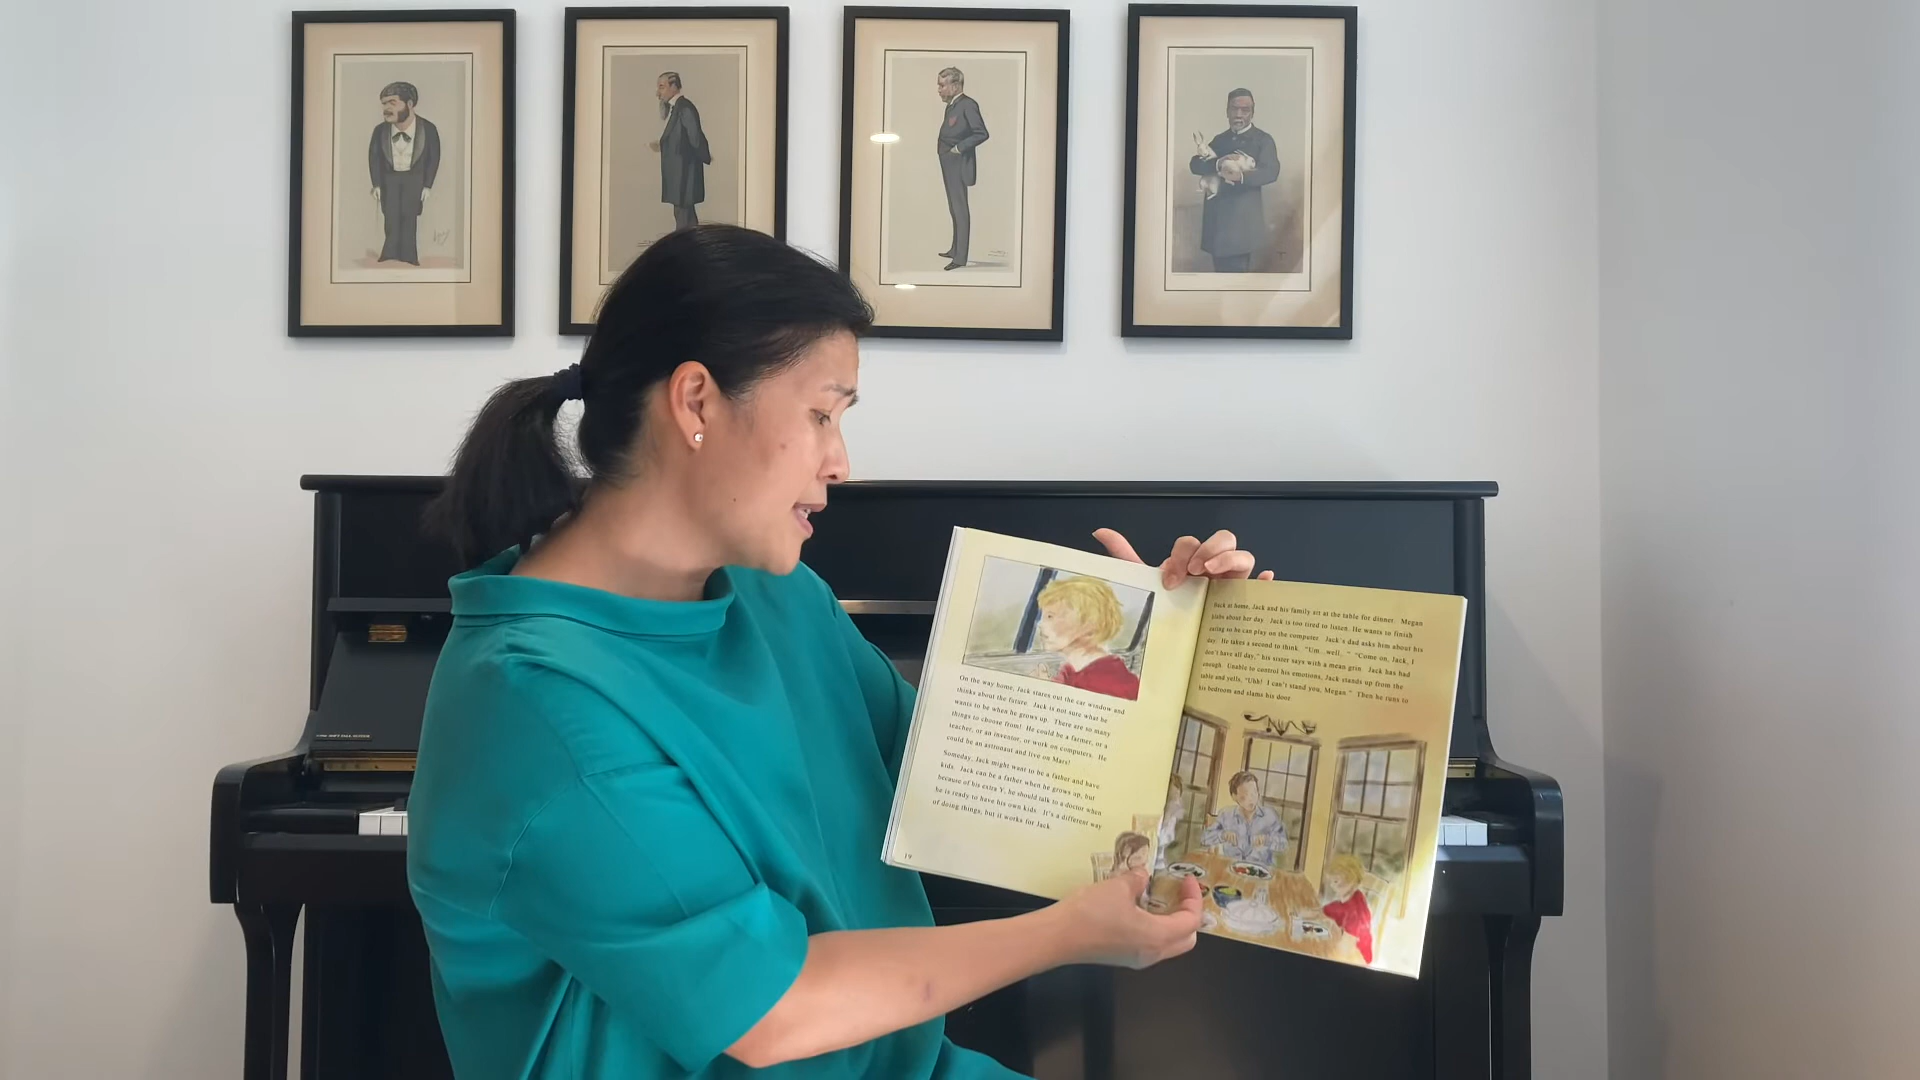 On the way home, Jack stares out the car window and
thinks about the future. Jack is not sure what he
wants to be when he grows up. There are so many
things to choose from! He could be a farmer, or a
teacher, or an inventor, or work on computers. He
could be an astronaut and live on Mars!
Someday, Jack might want to be a father and have
kids. Jack can be a father when he grows up, but
because of his extra Y, he should talk to a doctor when
he is ready to have his own kids. It's a different way
of doing things, but it works for Jack.
19
Back at home, Jack and his family sit at the table for dinner. Megan
blabs about her day. Jack is too tired to listen. He wants to finish
eating so he can play on the computer. Jack's dad asks him about his
day. He takes a second to think. "Um...well..." "Come on, Jack, I
don't have all day," his sister says with a mean grin. Jack has had
enough. Unable to control his emotions, Jack stands up from the
table and yells, "Uhh! I can't stand you, Megan." Then he runs to
his bedroom and slams his door.